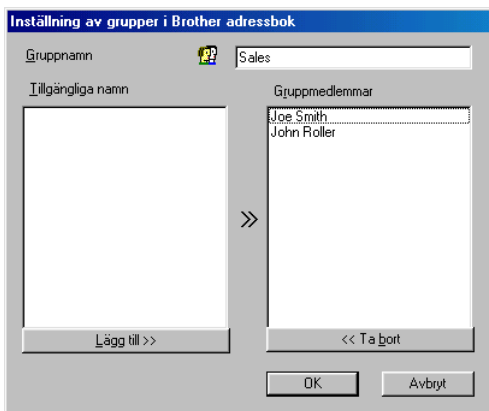 Inställning av grupper i Brother adressbok
Gruppnamn
Sales
Tillgängliga namn
Gruppmedlemmar
Joe Smith
John Roller
Lägg till >>
<< Ta bort
OK
Avbryt